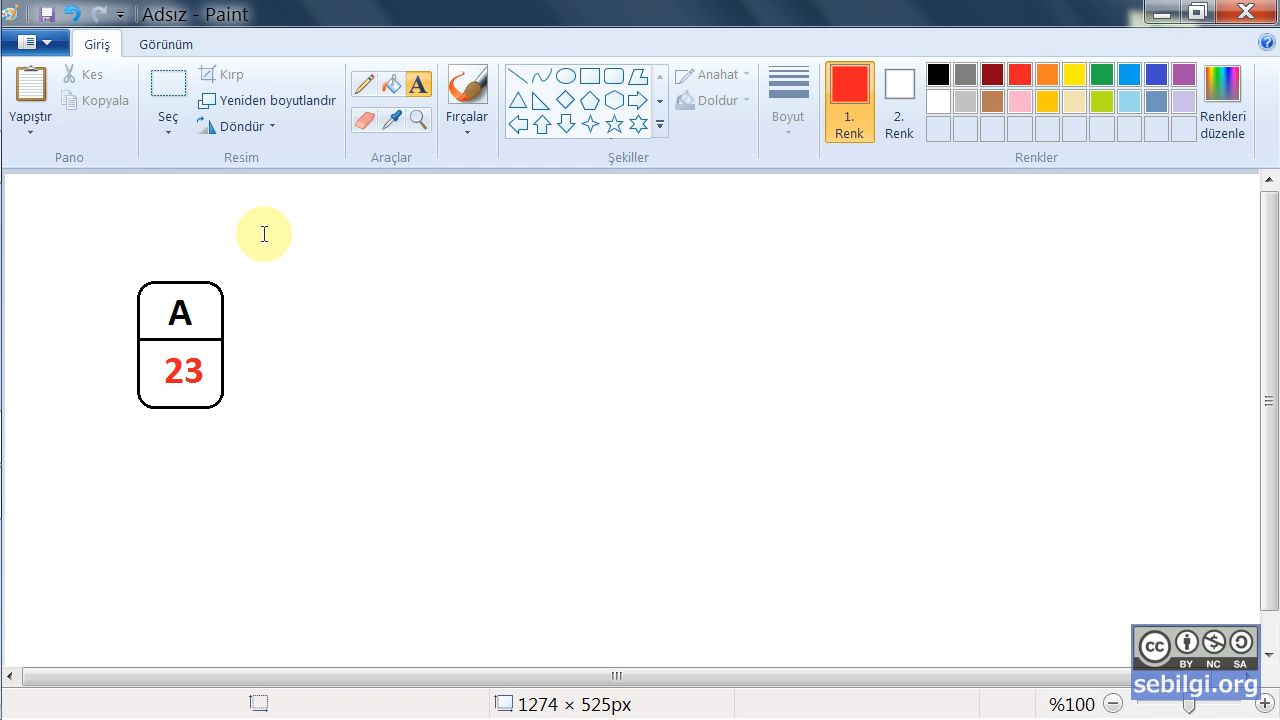 Adsız - Paint
Giriş
Görünüm
Yapıştır
Kes
Kopyala
Pano
Seç
Kırp
Yeniden boyutlandır
Döndür
Resim
A
Araçlar
Fırçalar
Şekiller
Anahat
Doldur
Boyut
1.
Renk
2.
Renk
Renkleri
düzenle
Renkler
A
23
cc
BY NC SA
sebilgi.org
1274 × 525px
%100